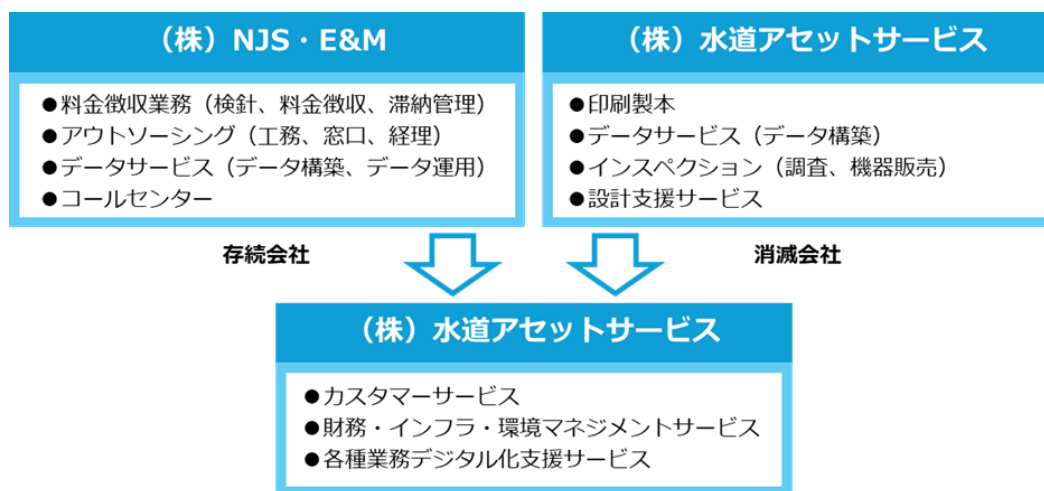 （株）NJS・E&M
●料金徴収業務（検針、料金徴収、滞納管理）
●アウトソーシング（工務、窓口、経理）
●データサービス（データ構築、データ運用）
●コールセンター
存続会社
（株）水道アセットサービス
●印刷製本
●データサービス（データ構築）
●インスペクション（調査、機器販売）
●設計支援サービス
消滅会社
（株）水道アセットサービス
●カスタマーサービス
●財務・インフラ・環境マネジメントサービス
●各種業務デジタル化支援サービス